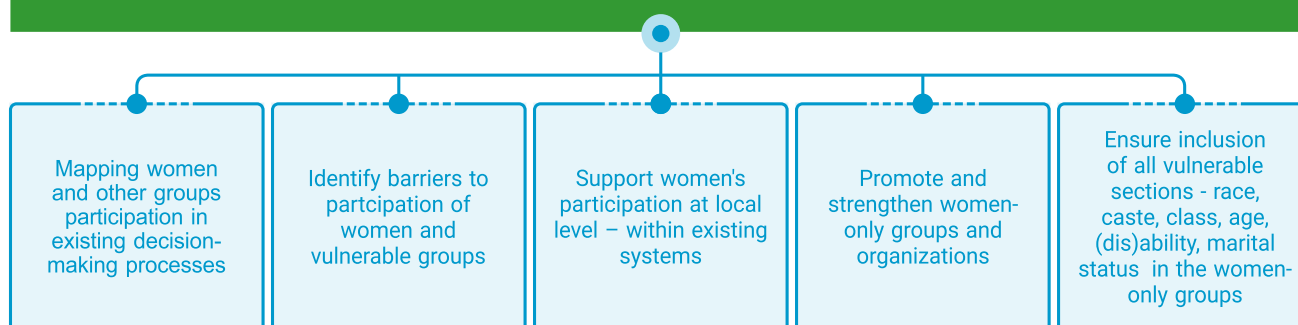 Mapping women
and other groups
participation in
existing decision-
making processes
Identify barriers to
partcipation of
women and
vulnerable groups
Support women's
participation at local
level – within existing
systems
Promote and
strengthen women-
only groups and
organizations
Ensure inclusion
of all vulnerable
sections - race,
caste, class, age,
(dis)ability, marital
status  in the women-
only groups